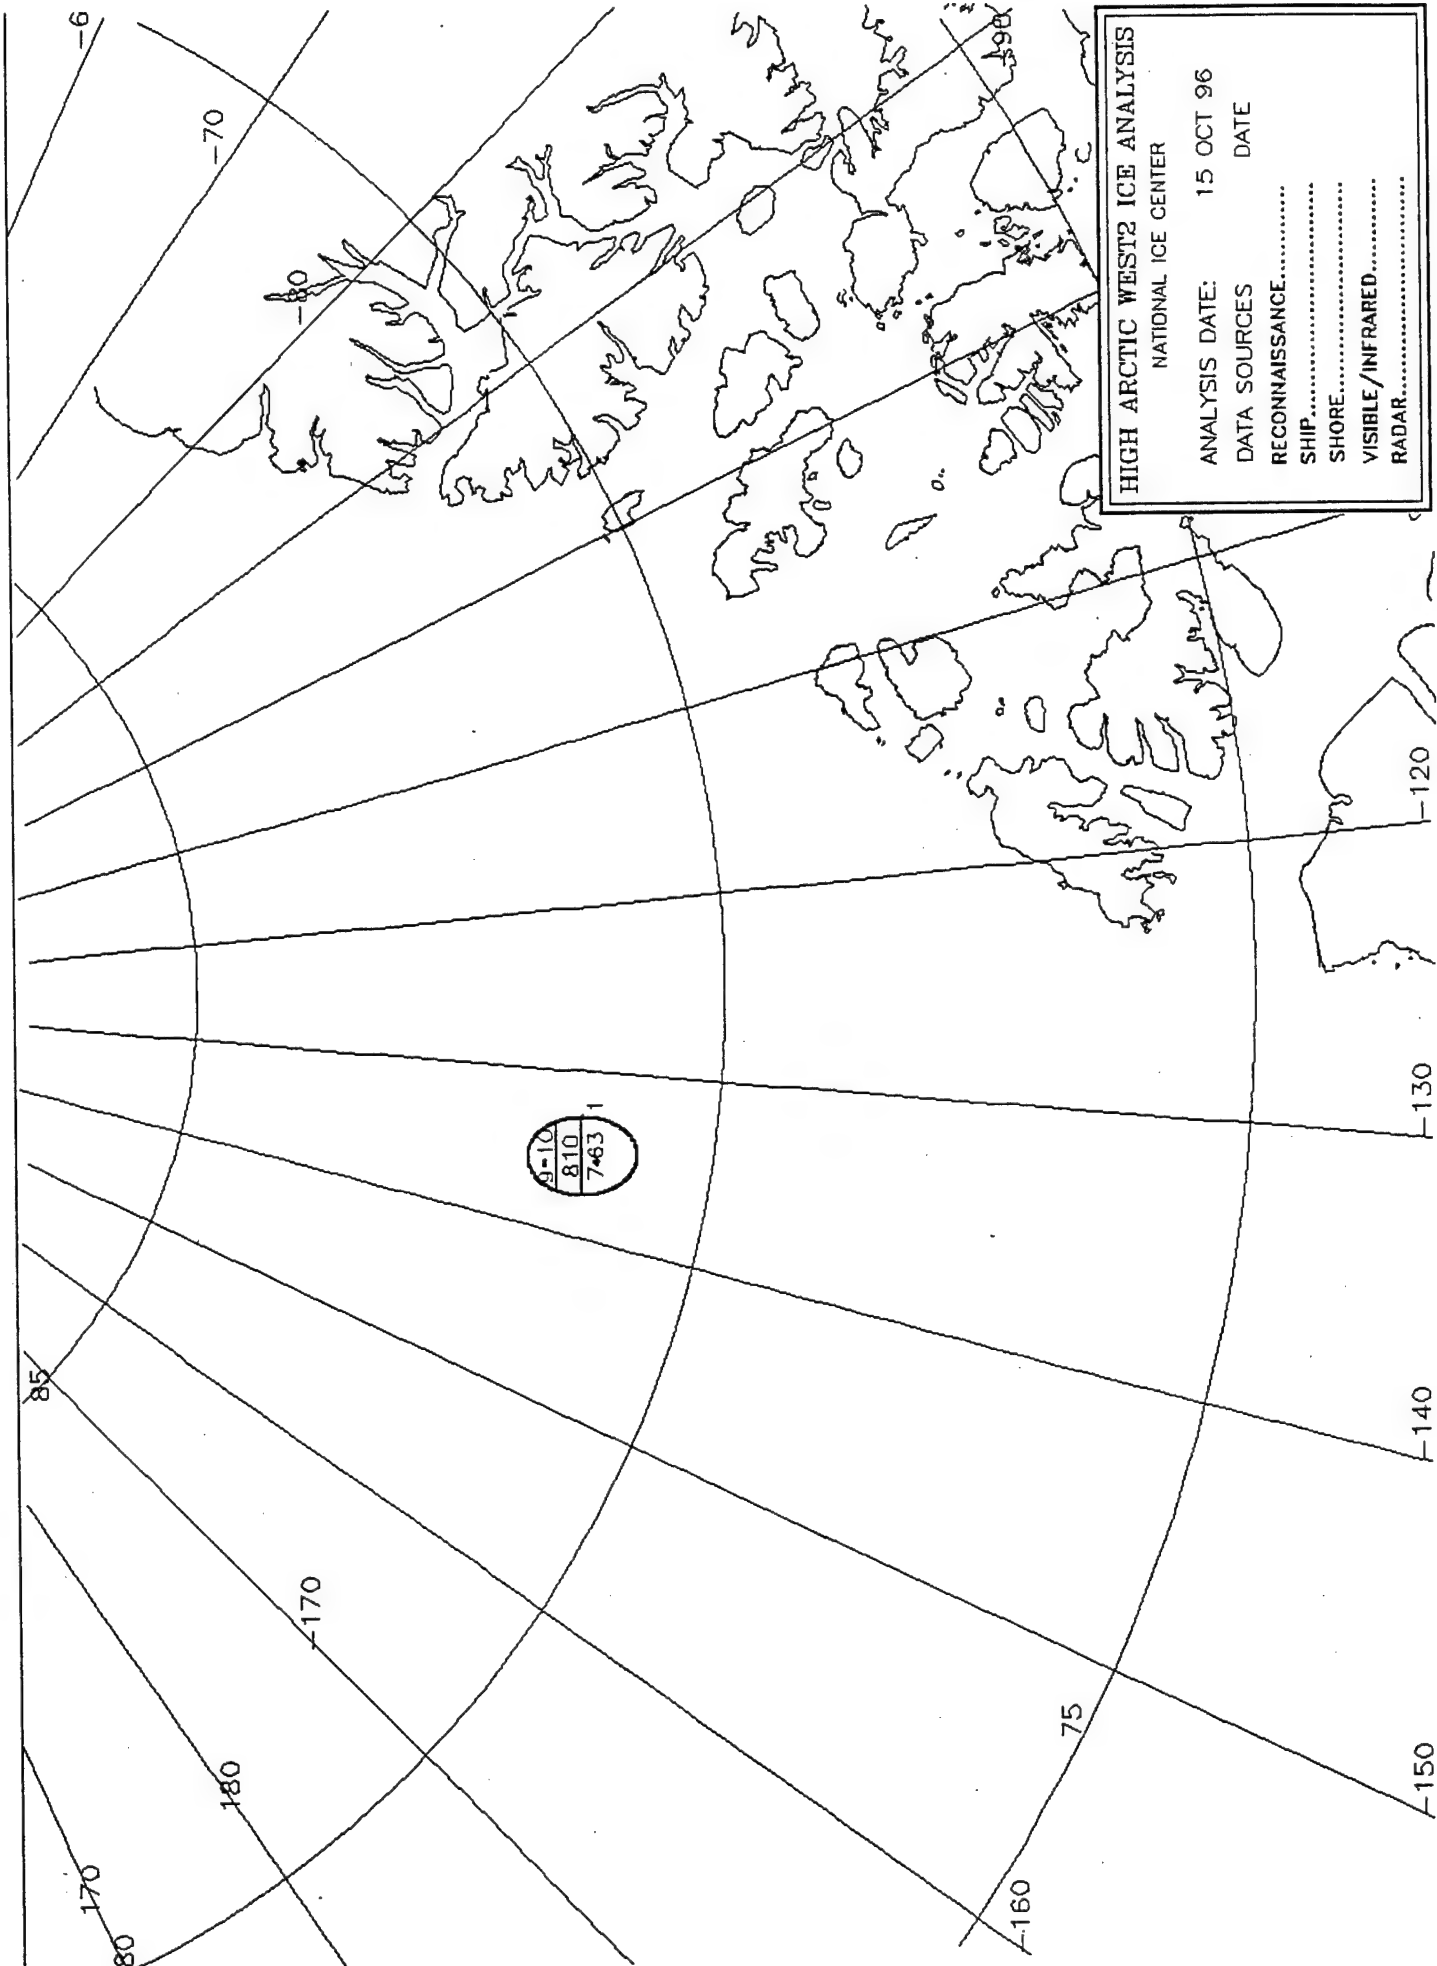 HIGH ARCTIC WEST2 ICE ANALYSIS
NATIONAL ICE CENTER
ANALYSIS DATE: 15 OCT 96
DATA SOURCES DATE
RECONNAISSANCE..............
SHIP..............................
SHORE...........................
VISIBLE/INFRARED............
RADAR............................
-6
-70
-80
-90
85
9-10
810
7•63
1
-170
180
170
80
75
-120
-130
-140
-150
-160